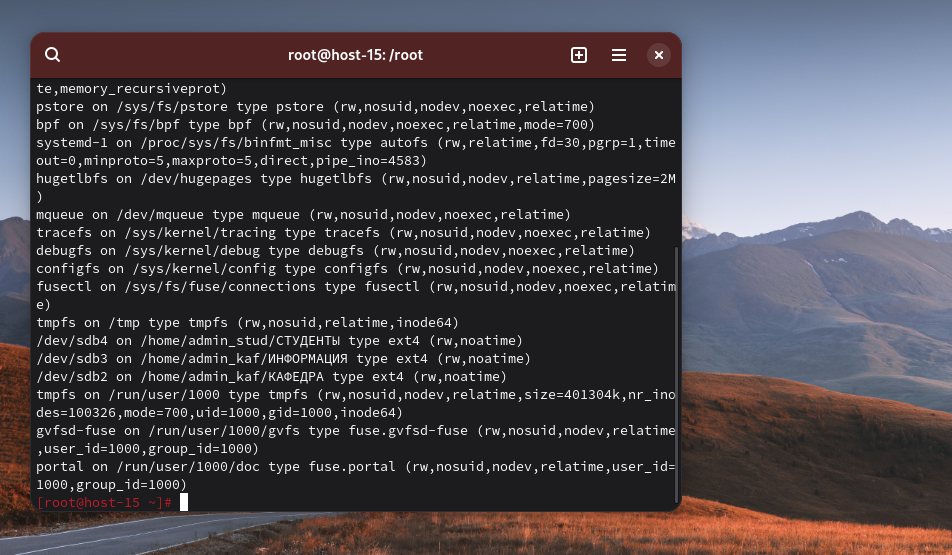 root@host-15: /root
te,memory_recursiveprot)
pstore on /sys/fs/pstore type pstore (rw,nosuid,nodev,noexec,relatime)
bpf on /sys/fs/bpf type bpf (rw,nosuid,nodev,noexec,relatime,mode=700)
systemd-1 on /proc/sys/fs/binfmt_misc type autofs (rw,relatime,fd=30,pgrp=1,time
out=0,minproto=5,maxproto=5,direct,pipe_ino=4583)
hugetlbfs on /dev/hugepages type hugetlbfs (rw,nosuid,nodev,relatime,pagesize=2M
)
mqueue on /dev/mqueue type mqueue (rw,nosuid,nodev,noexec,relatime)
tracefs on /sys/kernel/tracing type tracefs (rw,nosuid,nodev,noexec,relatime)
debugfs on /sys/kernel/debug type debugfs (rw,nosuid,nodev,noexec,relatime)
configfs on /sys/kernel/config type configfs (rw,nosuid,nodev,noexec,relatime)
fusectl on /sys/fs/fuse/connections type fusectl (rw,nosuid,nodev,noexec,relatim
e)
tmpfs on /tmp type tmpfs (rw,nosuid,relatime,inode64)
/dev/sdb4 on /home/admin_stud/СТУДЕНТЫ type ext4 (rw,noatime)
/dev/sdb3 on /home/admin_kaf/ИНФОРМАЦИЯ type ext4 (rw,noatime)
/dev/sdb2 on /home/admin_kaf/КАФЕДРА type ext4 (rw,noatime)
tmpfs on /run/user/1000 type tmpfs (rw,nosuid,nodev,relatime,size=401304k,nr_ino
des=100326,mode=700,uid=1000,gid=1000,inode64)
gvfsd-fuse on /run/user/1000/gvfs type fuse.gvfsd-fuse (rw,nosuid,nodev,relatime
,user_id=1000,group_id=1000)
portal on /run/user/1000/doc type fuse.portal (rw,nosuid,nodev,relatime,user_id=
1000,group_id=1000)
[root@host-15 ~]#